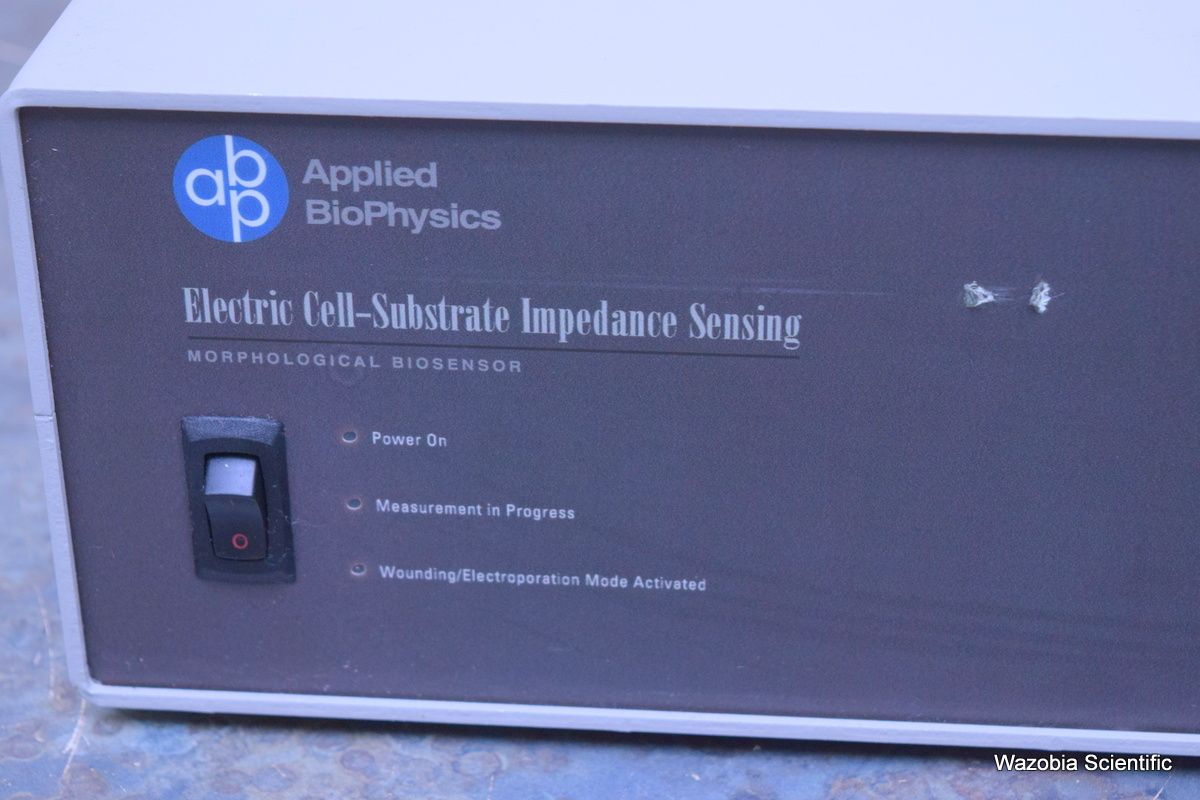 abp
Applied
BioPhysics
Electric Cell-Substrate Impedance Sensing
MORPHOLOGICAL BIOSENSOR
Power On
Measurement in Progress
O
Wounding/Electroporation Mode Activated
Wazobia Scientific